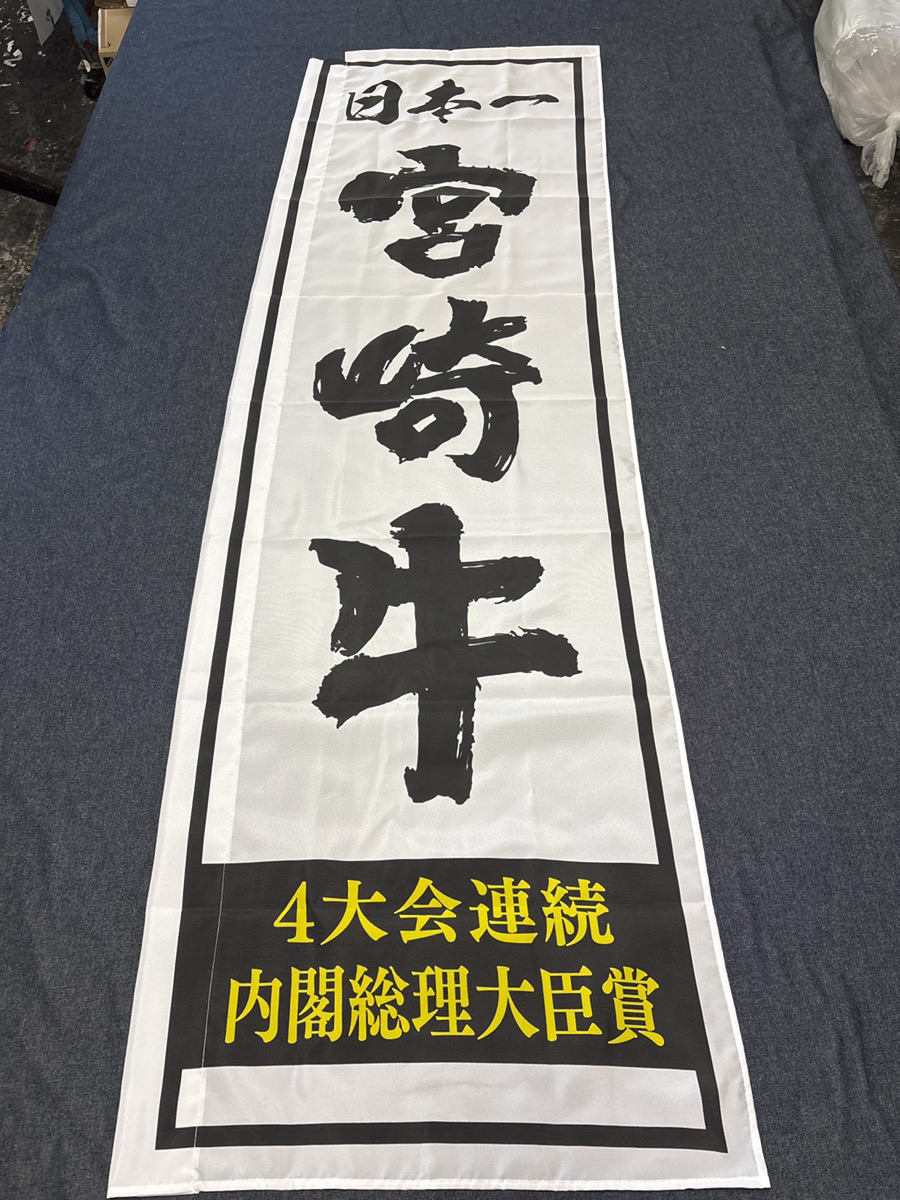 日本一
宮崎牛
4大会連続
内閣総理大臣賞